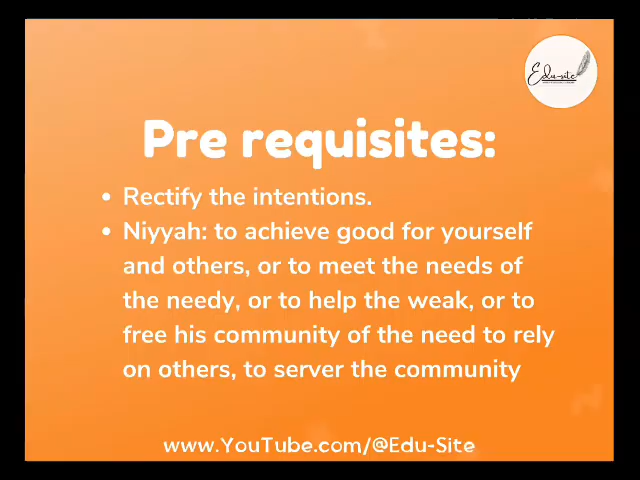 Edu-site
Pre requisites:
• Rectify the intentions.
• Niyyah: to achieve good for yourself
and others, or to meet the needs of
the needy, or to help the weak, or to
free his community of the need to rely
on others, to server the community
www.YouTube.com/@Edu-Site